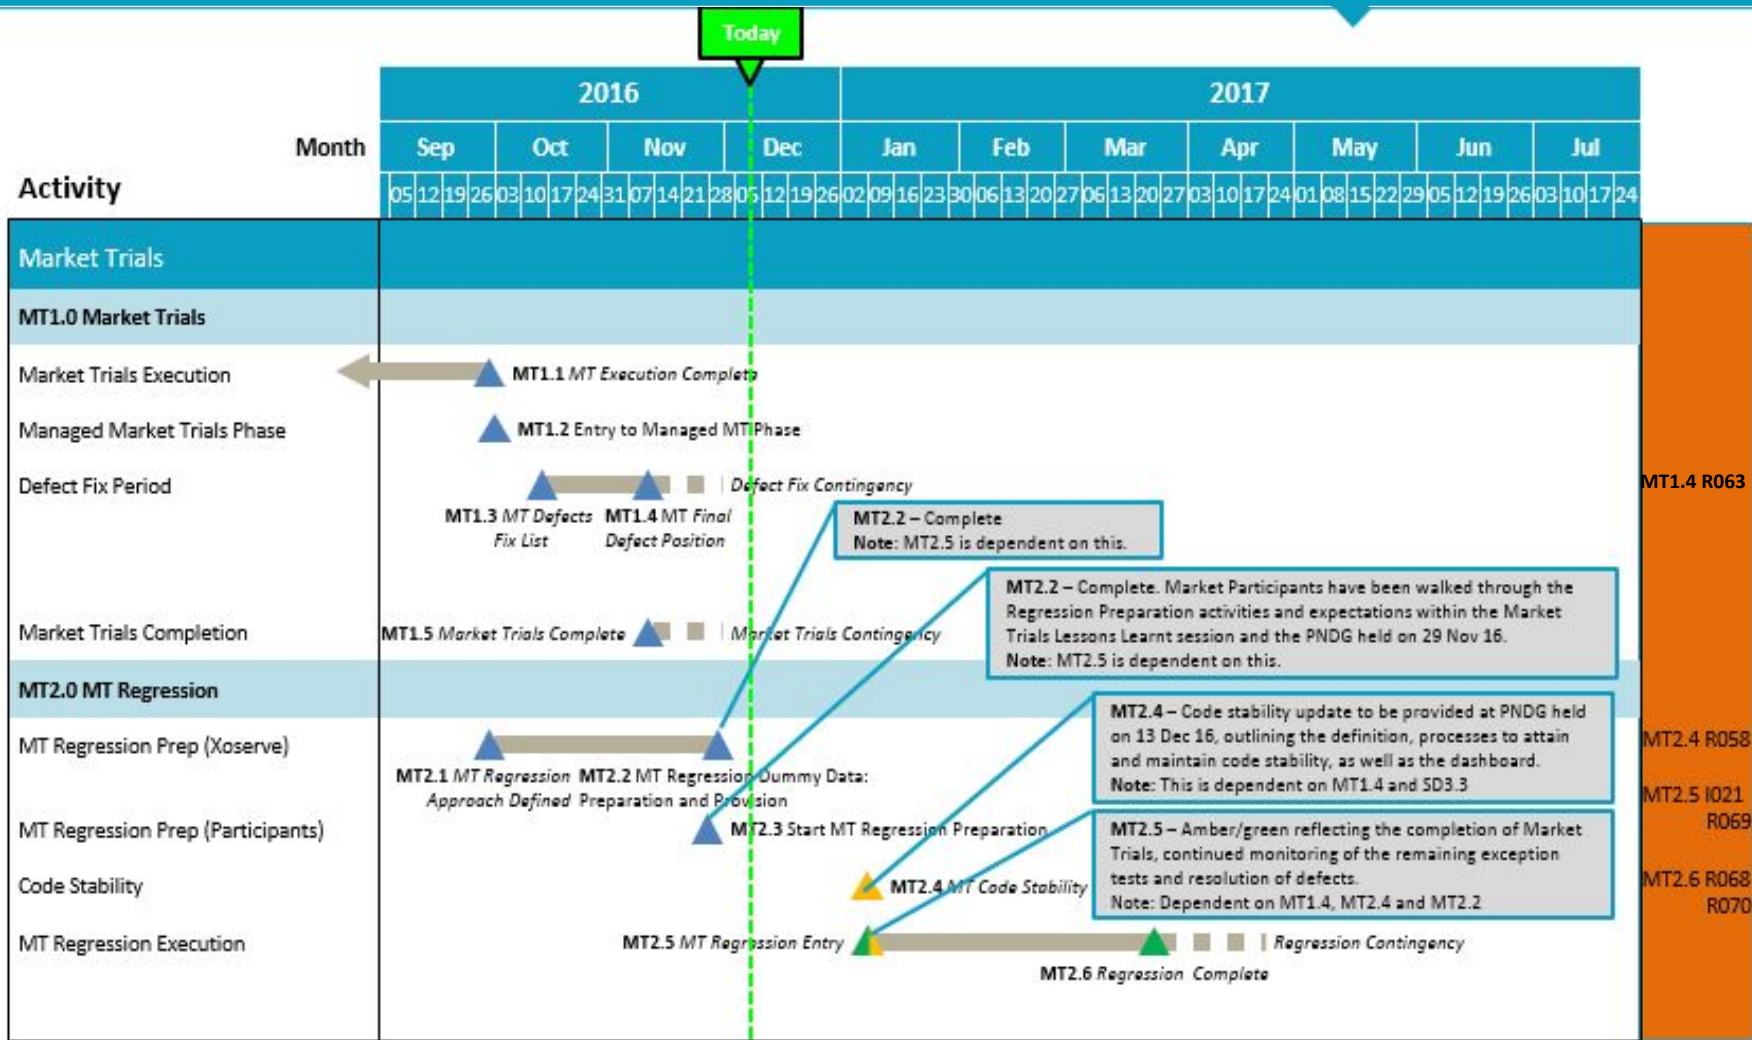 Today
2016 2017
Month Sep Oct Nov Dec Jan Feb Mar Apr May Jun Jul
Activity
05 12 19 26 03 10 17 24 31 07 14 21 28 05 12 19 26 02 09 16 23 30 06 13 20 27 06 13 20 27 03 10 17 24 01 08 15 22 29 05 12 19 26 03 10 17 24
Market Trials
MT1.0 Market Trials
Market Trials Execution
MT1.1 MT Execution Complete
Managed Market Trials Phase
MT1.2 Entry to Managed MT Phase
Defect Fix Period
Defect Fix Contingency
MT1.4 R063
MT1.3 MT Defects
Fix List
MT1.4 MT Final
Defect Position
MT2.2 – Complete
Note: MT2.5 is dependent on this.
MT2.2 – Complete. Market Participants have been walked through the
Regression Preparation activities and expectations within the Market
Trials Lessons Learnt session and the PNDG held on 29 Nov 16.
Note: MT2.5 is dependent on this.
Market Trials Completion
MT1.5 Market Trials Complete
Market Trials Contingency
MT2.0 MT Regression
MT2.4 – Code stability update to be provided at PNDG held
on 13 Dec 16, outlining the definition, processes to attain
and maintain code stability, as well as the dashboard.
Note: This is dependent on MT1.4 and SD3.3
MT Regression Prep (Xoserve)
MT2.4 R058
MT2.1 MT Regression
Approach Defined
MT2.2 MT Regression Dummy Data:
Preparation and Provision
MT2.5 I021
R069
MT Regression Prep (Participants)
MT2.3 Start MT Regression Preparation
MT2.5 – Amber/green reflecting the completion of Market
Trials, continued monitoring of the remaining exception
tests and resolution of defects.
Note: Dependent on MT1.4, MT2.4 and MT2.2
Code Stability
MT2.4 MT Code Stability
MT2.6 R068
R070
MT Regression Execution
MT2.5 MT Regression Entry
Regression Contingency
MT2.6 Regression Complete